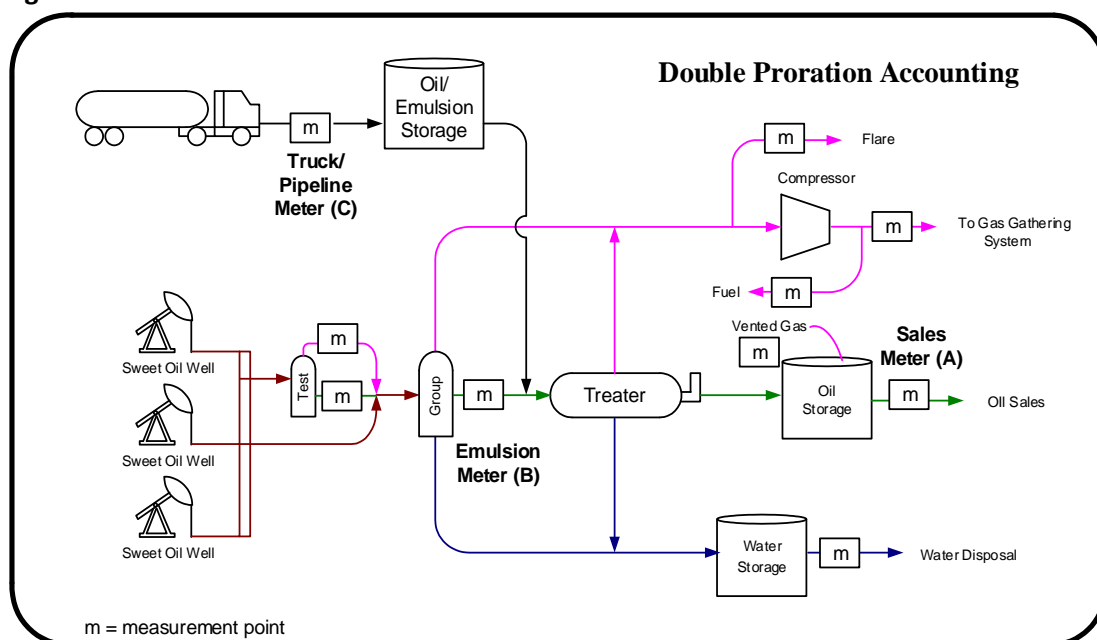 Double Proration Accounting
Oil/
Emulsion
Storage
m
Truck/
Pipeline
Meter (C)
m
Flare
Compressor
m
To Gas Gathering
System
Fuel
m
Vented Gas
m
Sales
Meter (A)
Oil
Storage
m
OIl Sales
Sweet Oil Well
Sweet Oil Well
Sweet Oil Well
Test
m
m
Group
m
Emulsion
Meter (B)
Treater
Water
Storage
m
Water Disposal
m = measurement point